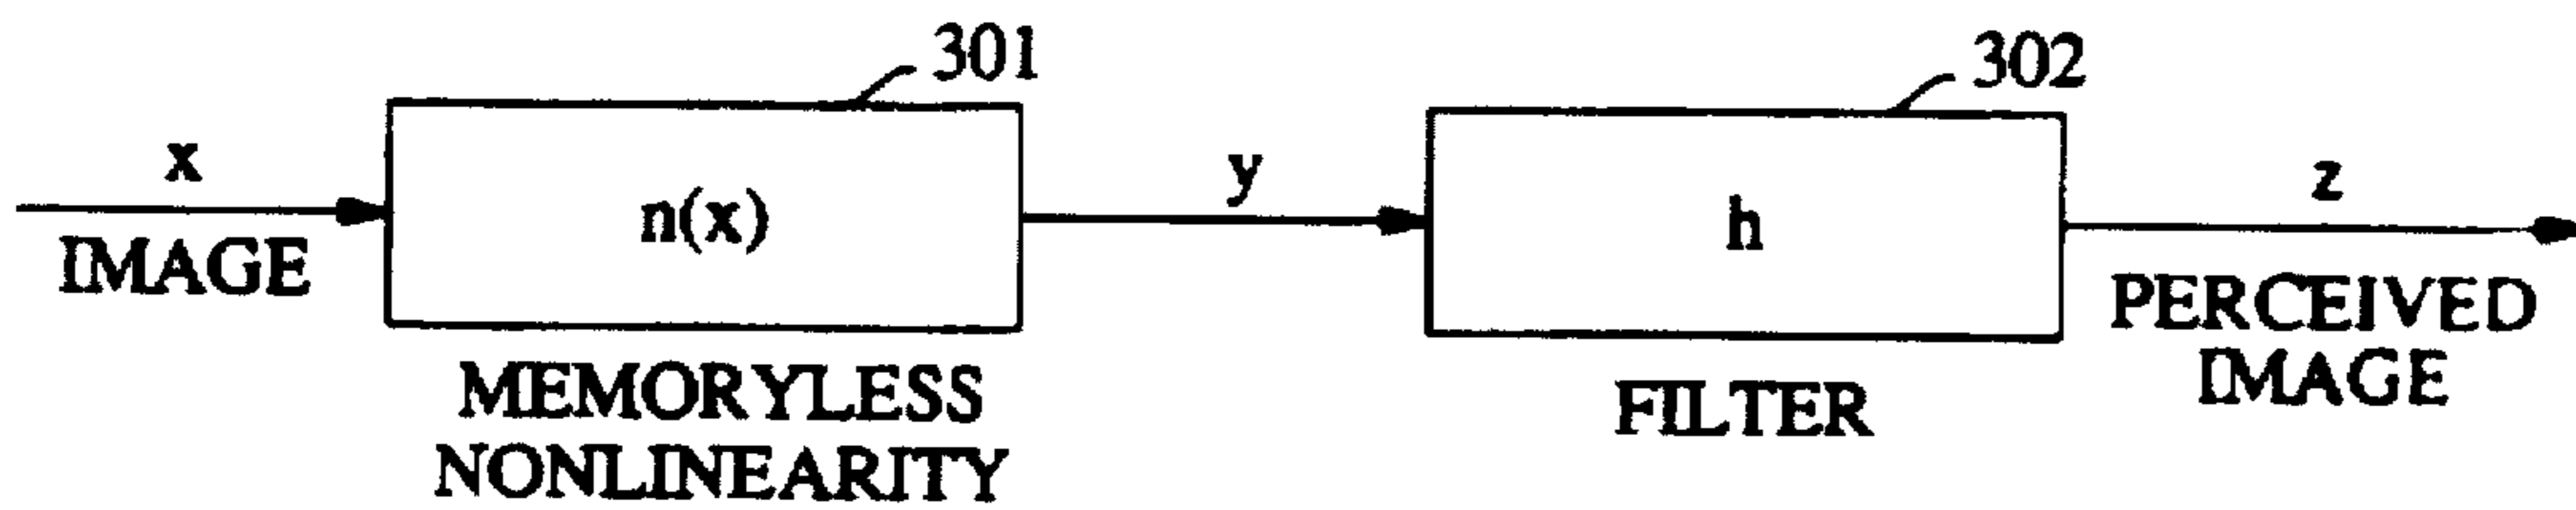 301
302
x
IMAGE
n(x)
y
h
z
PERCEIVED
IMAGE
MEMORYLESS
NONLINEARITY
FILTER